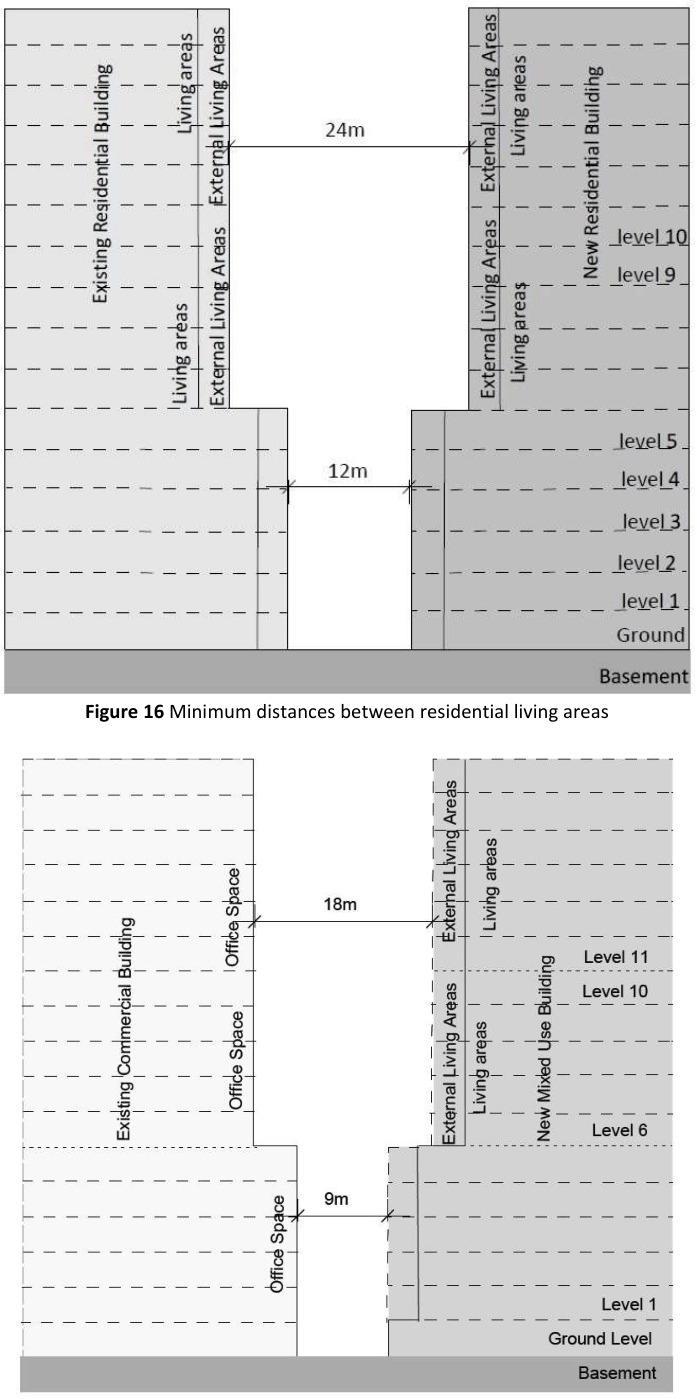 Existing Residential Building
Living areas
External Living Areas
24m
External Living Areas
Living areas
New Residential Building
Living areas
External Living Areas
External Living Areas
Living areas
level 10
level 9
12m
level 5
level 4
level 3
level 2
level 1
Ground
Basement
Figure 16 Minimum distances between residential living areas
Existing Commercial Building
Office Space
18m
External Living Areas
Living areas
Level 11
Level 10
Office Space
External Living Areas
Living areas
New Mixed Use Building
Level 6
Office Space
9m
Level 1
Ground Level
Basement